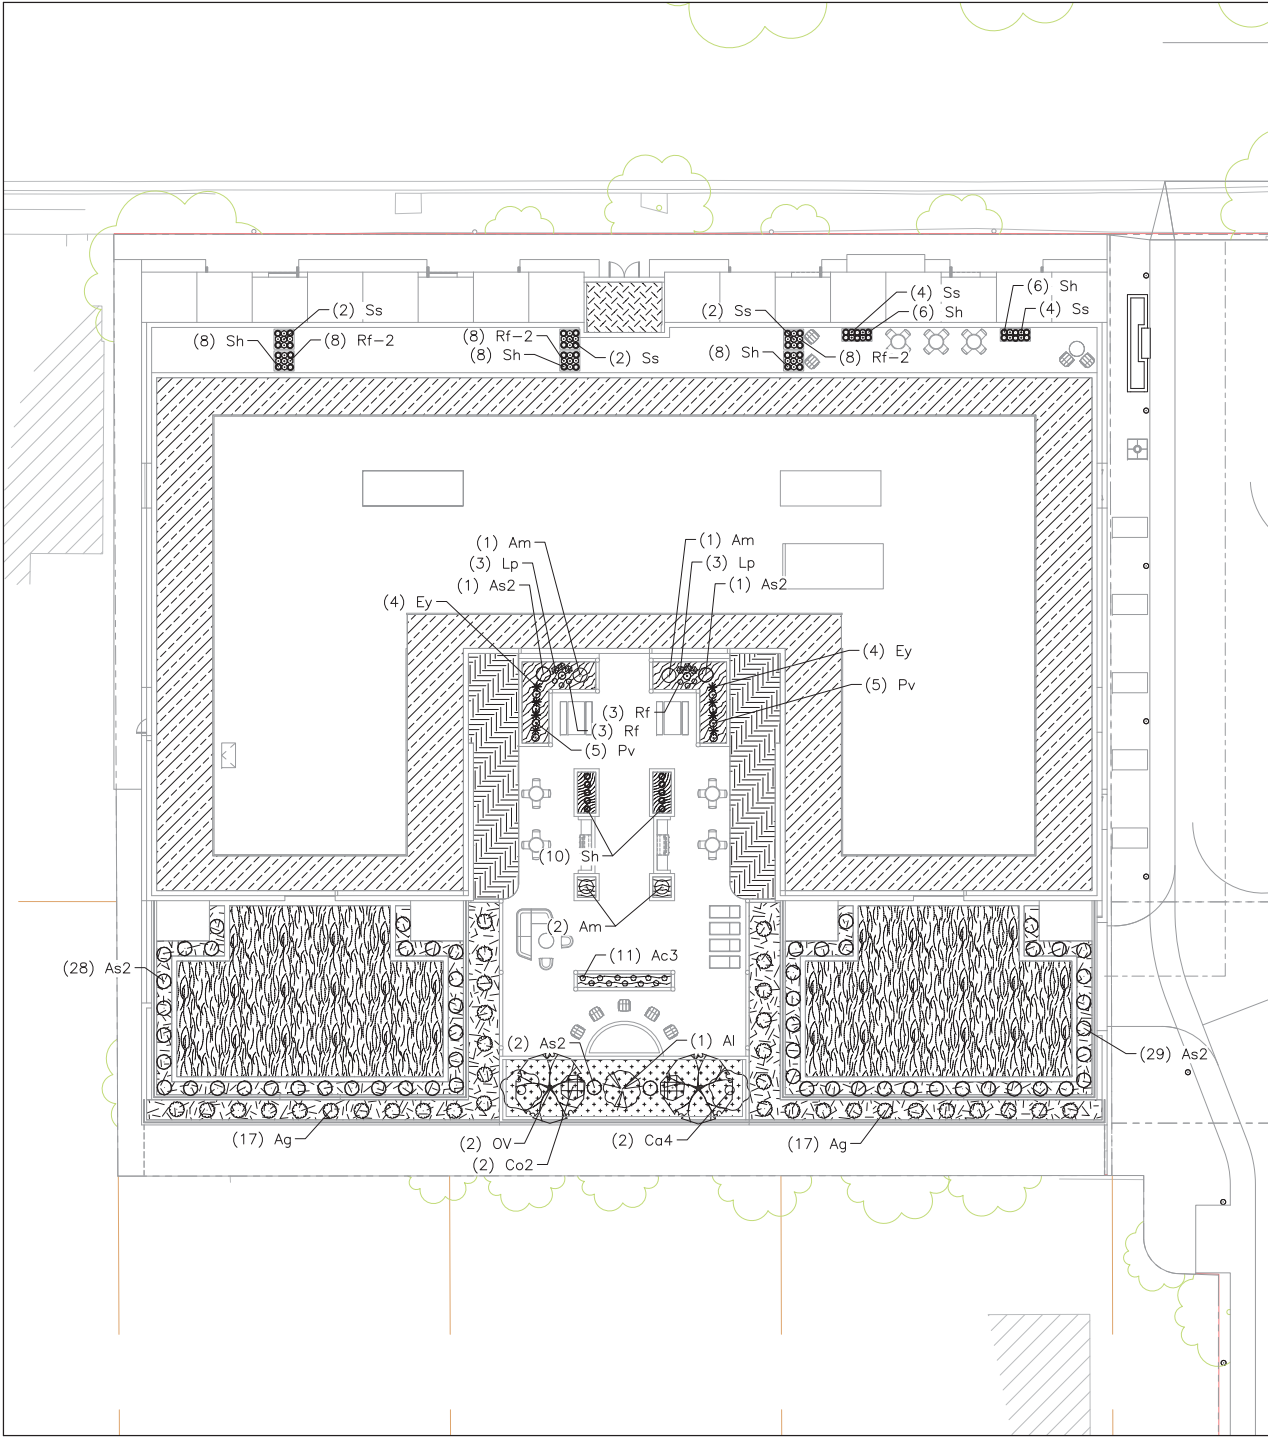 (6) Sh
(4) Ss
(4) Ss
(2) Ss
(2) Ss
(6) Sh
(8) Sh
(8) Rf-2
(8) Rf-2
(8) Sh
(2) Ss
(8) Sh
(8) Rf-2
(1) Am
(3) Lp
(1) As2
(4) Ey
(1) Am
(3) Lp
(1) As2
(4) Ey
(5) Pv
(3) Rf
(3) Rf
(5) Pv
(10) Sh
(2) Am
(11) Ac3
(28) As2
(2) As2
(1) Al
(29) As2
(17) Ag
(2) OV
(2) Co2
(2) Ca4
(17) Ag